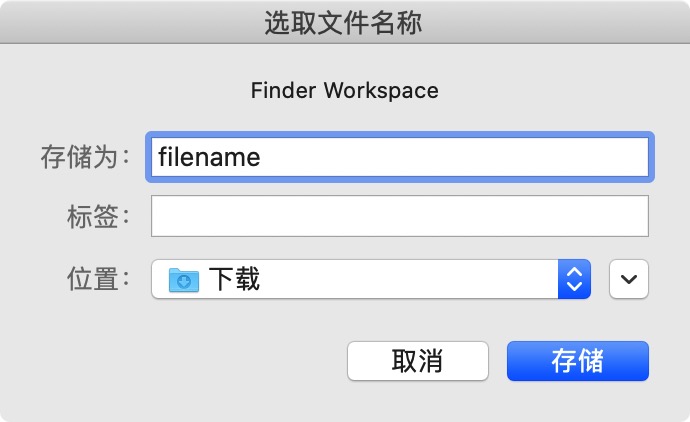 选取文件名称
Finder Workspace
存储为： filename
标签：
位置： 下载
取消 存储